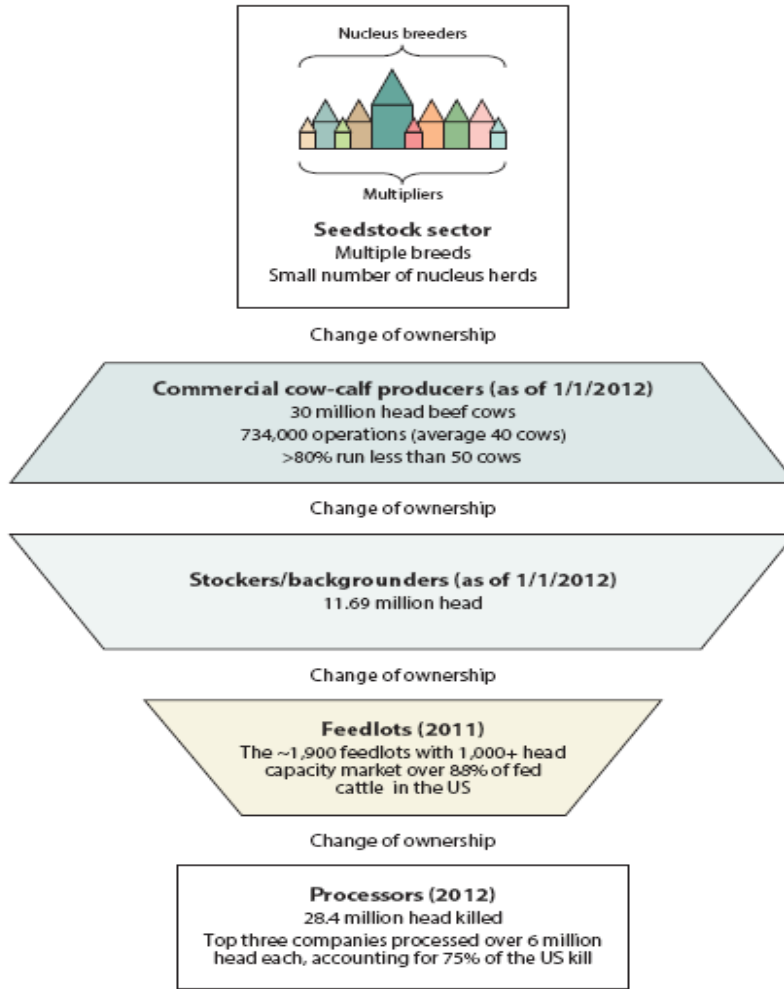 Nucleus breeders
Multipliers
Seedstock sector
Multiple breeds
Small number of nucleus herds
Change of ownership
Commercial cow-calf producers (as of 1/1/2012)
30 million head beef cows
734,000 operations (average 40 cows)
>80% run less than 50 cows
Change of ownership
Stockers/backgrounders (as of 1/1/2012)
11.69 million head
Change of ownership
Feedlots (2011)
The ~1,900 feedlots with 1,000+ head
capacity market over 88% of fed
cattle in the US
Change of ownership
Processors (2012)
28.4 million head killed
Top three companies processed over 6 million
head each, accounting for 75% of the US kill